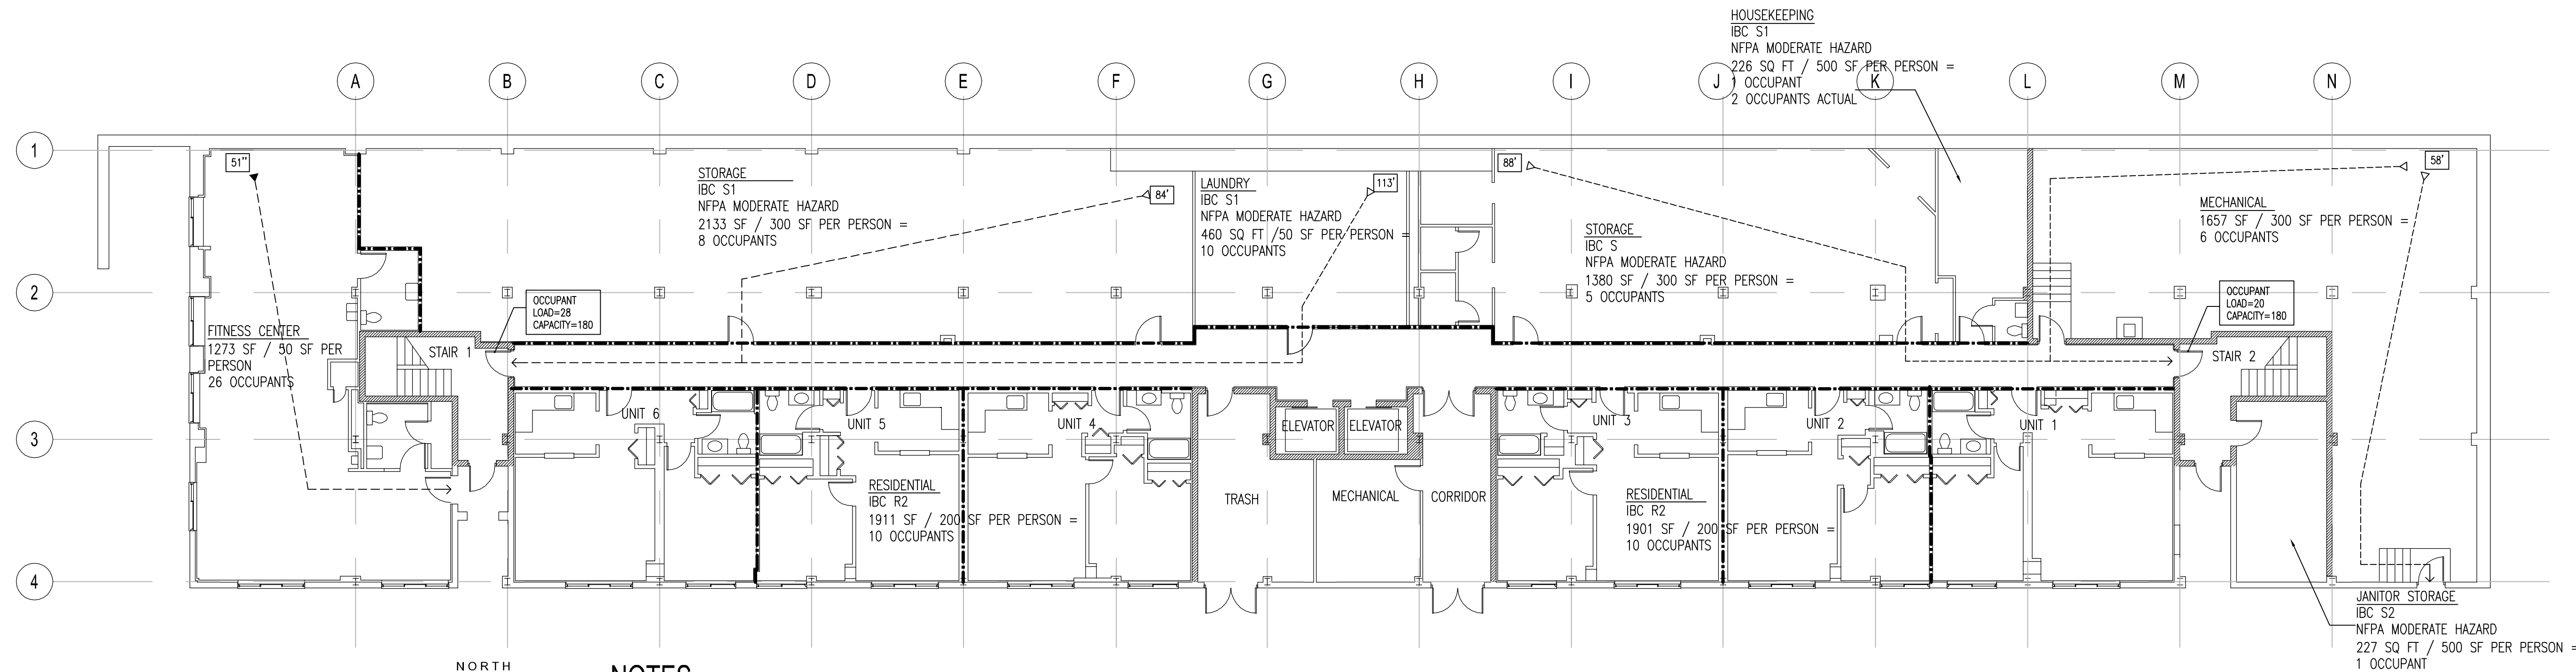 HOUSEKEEPING
IBC S1
NFPA MODERATE HAZARD
226 SQ FT / 500 SF PER PERSON =
1 OCCUPANT
2 OCCUPANTS ACTUAL
A
B
C
D
E
F
G
H
I
J
K
L
M
N
1
51"
STORAGE
IBC S1
NFPA MODERATE HAZARD
2133 SF / 300 SF PER PERSON =
8 OCCUPANTS
84'
LAUNDRY
IBC S1
NFPA MODERATE HAZARD
460 SQ FT /50 SF PER PERSON =
10 OCCUPANTS
113'
88'
STORAGE
IBC S
NFPA MODERATE HAZARD
1380 SF / 300 SF PER PERSON =
5 OCCUPANTS
58'
MECHANICAL
1657 SF / 300 SF PER PERSON =
6 OCCUPANTS
2
OCCUPANT
LOAD=28
CAPACITY=180
OCCUPANT
LOAD=20
CAPACITY=180
FITNESS CENTER
1273 SF / 50 SF PER
PERSON
26 OCCUPANTS
STAIR 1
STAIR 2
3
UNIT 6
UNIT 5
UNIT 4
ELEVATOR
ELEVATOR
UNIT 3
UNIT 2
UNIT 1
RESIDENTIAL
IBC R2
1911 SF / 200 SF PER PERSON =
10 OCCUPANTS
TRASH
MECHANICAL
CORRIDOR
RESIDENTIAL
IBC R2
1901 SF / 200 SF PER PERSON =
10 OCCUPANTS
4
JANITOR STORAGE
IBC S2
NFPA MODERATE HAZARD
227 SQ FT / 500 SF PER PERSON =
1 OCCUPANT
NORTH
NOTES